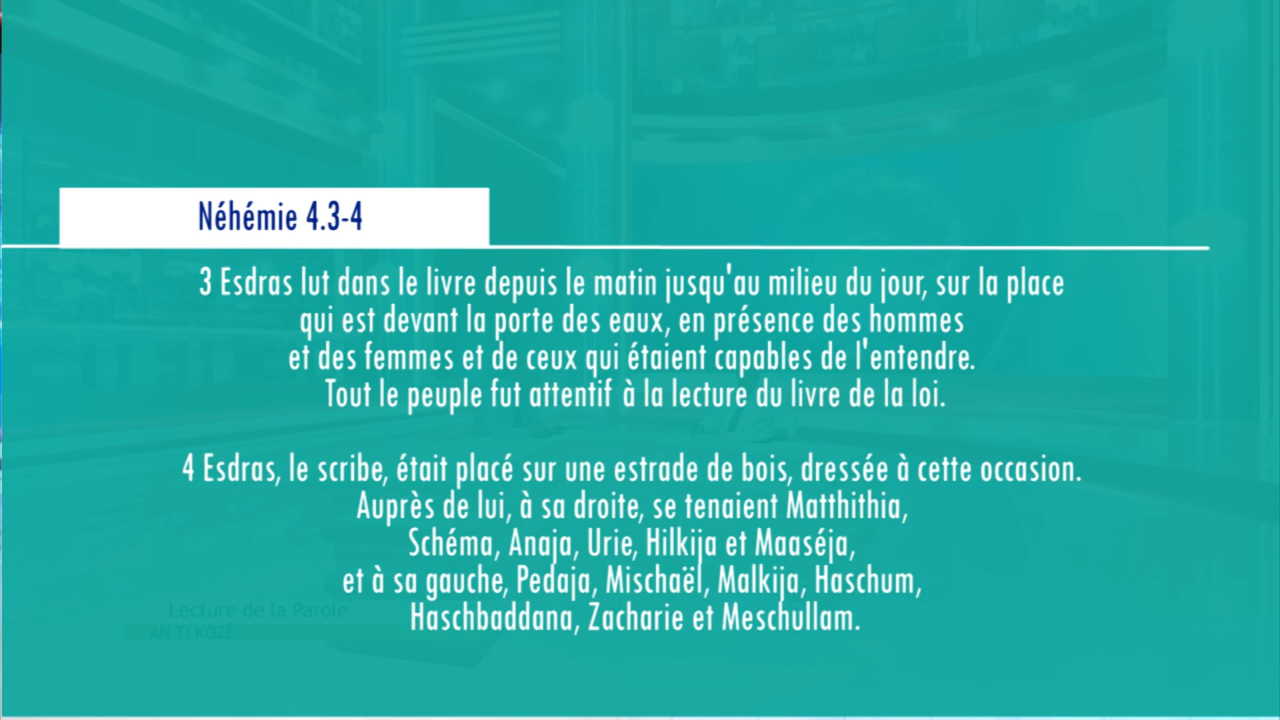 Néhémie 4.3-4
3 Esdras lut dans le livre depuis le matin jusqu'au milieu du jour, sur la place
qui est devant la porte des eaux, en présence des hommes
et des femmes et de ceux qui étaient capables de l'entendre.
Tout le peuple fut attentif à la lecture du livre de la loi.
4 Esdras, le scribe, était placé sur une estrade de bois, dressée à cette occasion.
Auprès de lui, à sa droite, se tenaient Matthithia,
Schéma, Anaja, Urie, Hilkija et Maaséja,
et à sa gauche, Pedaja, Mischaël, Malkija, Haschum,
Haschbaddana, Zacharie et Meschullam.
Lecture de la Parole
AN TI KOZÉ